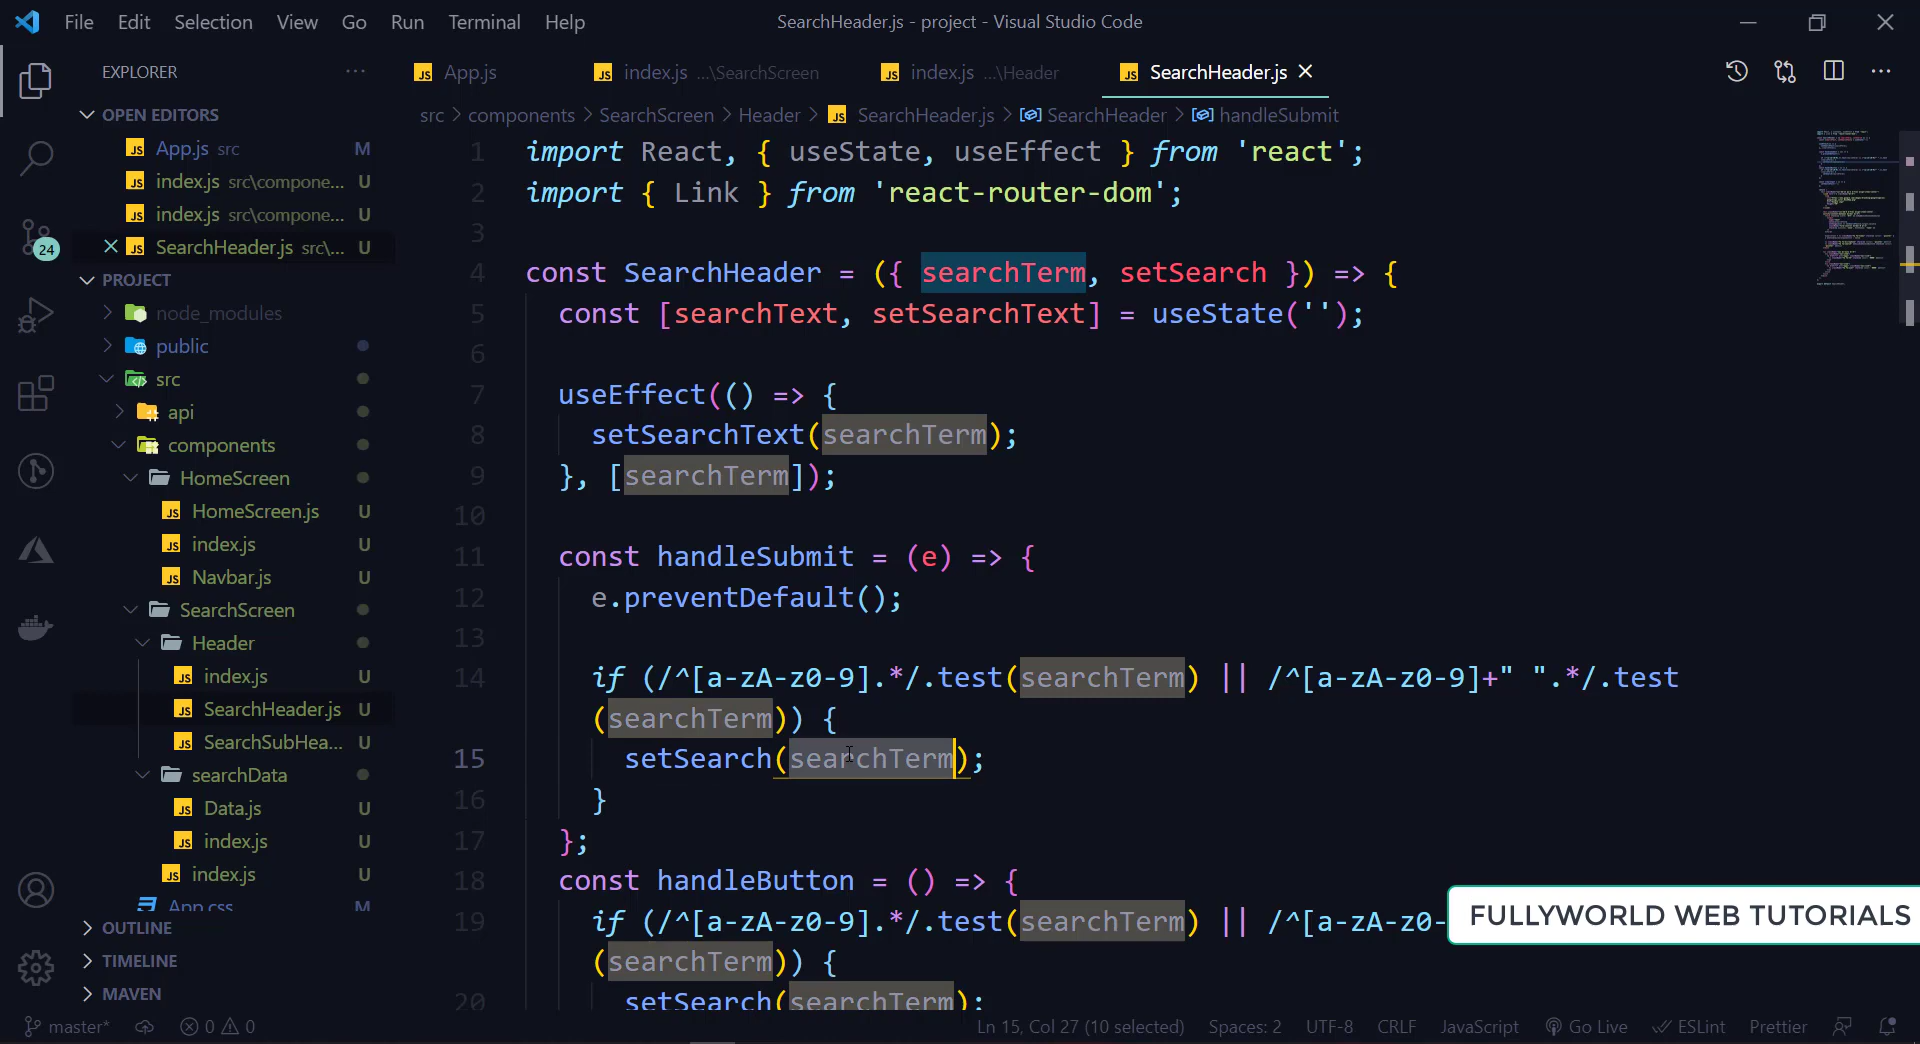 File Edit Selection View Go Run Terminal Help SearchHeader.js - project - Visual Studio Code
EXPLORER ···
App.js index.js ...\SearchScreen index.js ...\Header SearchHeader.js
src > components > SearchScreen > Header > SearchHeader.js > SearchHeader > handleSubmit
OPEN EDITORS
App.js src M
index.js src\compone... U
index.js src\compone... U
SearchHeader.js src\... U
24
PROJECT
node_modules
public
src
api
components
HomeScreen
HomeScreen.js U
index.js U
Navbar.js U
SearchScreen
Header
index.js U
SearchHeader.js U
SearchSubHea... U
searchData
Data.js U
index.js U
index.js U
App.css M
OUTLINE
TIMELINE
MAVEN
1 import React, { useState, useEffect } from 'react';
2 import { Link } from 'react-router-dom';
3
4 const SearchHeader = ({ searchTerm, setSearch }) => {
5 const [searchText, setSearchText] = useState('');
6
7 useEffect(() => {
8 setSearchText(searchTerm);
9 }, [searchTerm]);
10
11 const handleSubmit = (e) => {
12 e.preventDefault();
13
14 if (/^[a-zA-z0-9].*/.test(searchTerm) || /^[a-zA-z0-9]+" ".*/.test
(searchTerm)) {
15 setSearch(searchTerm);
16 }
17 };
18 const handleButton = () => {
19 if (/^[a-zA-z0-9].*/.test(searchTerm) || /^[a-zA-z0-
(searchTerm)) {
20 setSearch(searchTerm);
FULLYWORLD WEB TUTORIALS
master* 0 0 Ln 15, Col 27 (10 selected) Spaces: 2 UTF-8 CRLF JavaScript Go Live ESLint Prettier